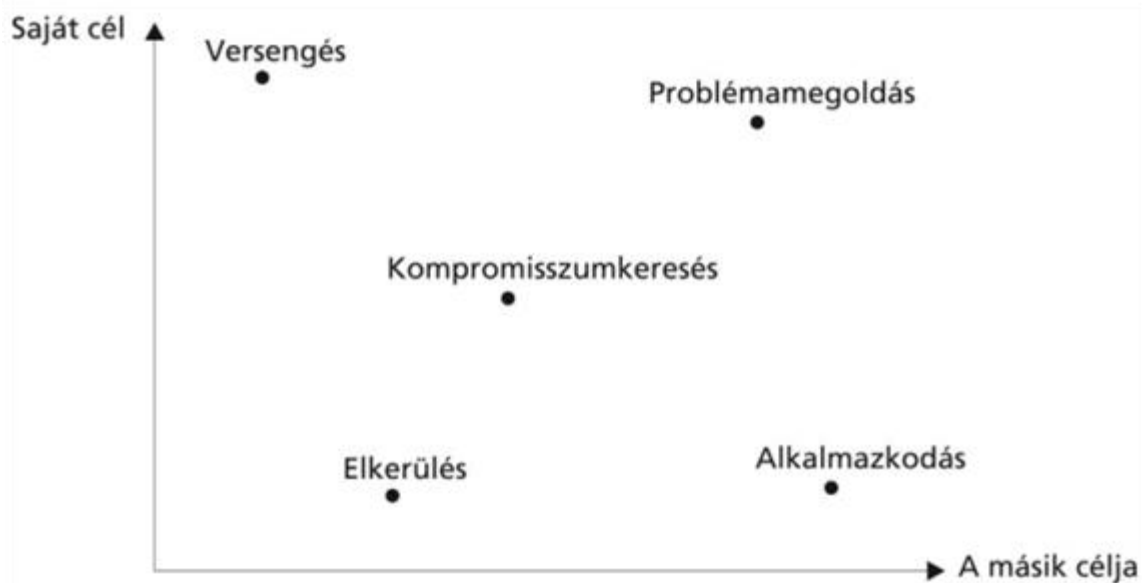 Saját cél
Versengés
Problémamegoldás
Kompromisszumkeresés
Elkerülés
Alkalmazkodás
A másik célja